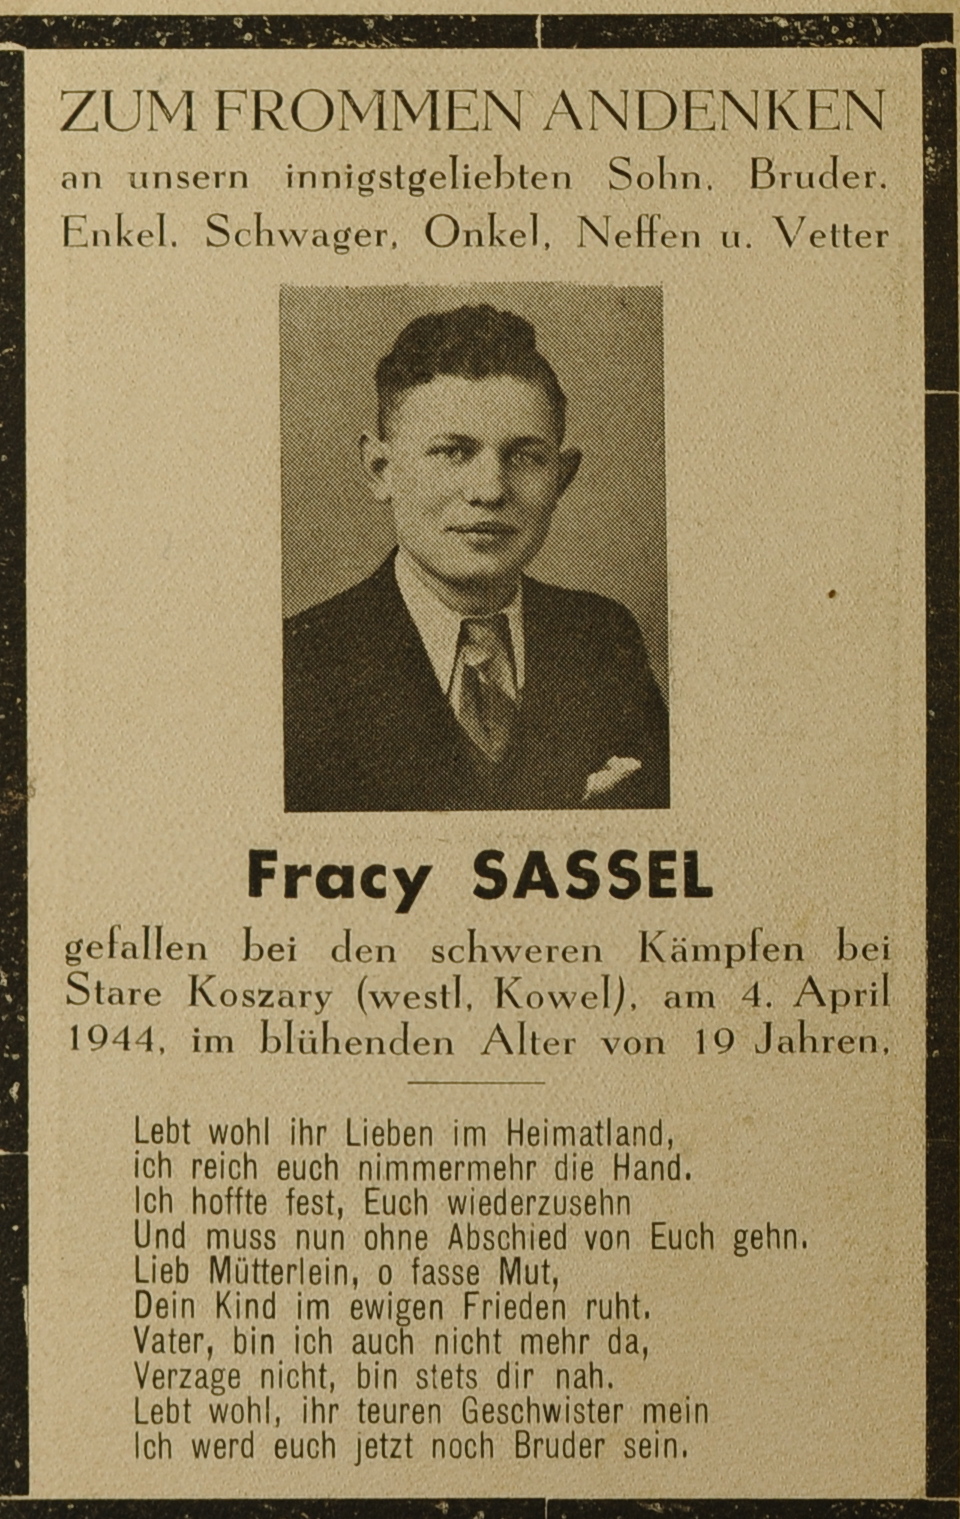 ZUM FROMMEN ANDENKEN
an unsern innigstgeliebten Sohn, Bruder,
Enkel, Schwager, Onkel, Neffen u. Vetter
Fracy SASSEL
gefallen bei den schweren Kämpfen bei
Stare Koszary (westl, Kowel), am 4. April
1944, im blühenden Alter von 19 Jahren,
Lebt wohl ihr Lieben im Heimatland,
ich reich euch nimmermehr die Hand.
Ich hoffte fest, Euch wiederzusehn
Und muss nun ohne Abschied von Euch gehn.
Lieb Mütterlein, o fasse Mut,
Dein Kind im ewigen Frieden ruht.
Vater, bin ich auch nicht mehr da,
Verzage nicht, bin stets dir nah.
Lebt wohl, ihr teuren Geschwister mein
Ich werd euch jetzt noch Bruder sein.